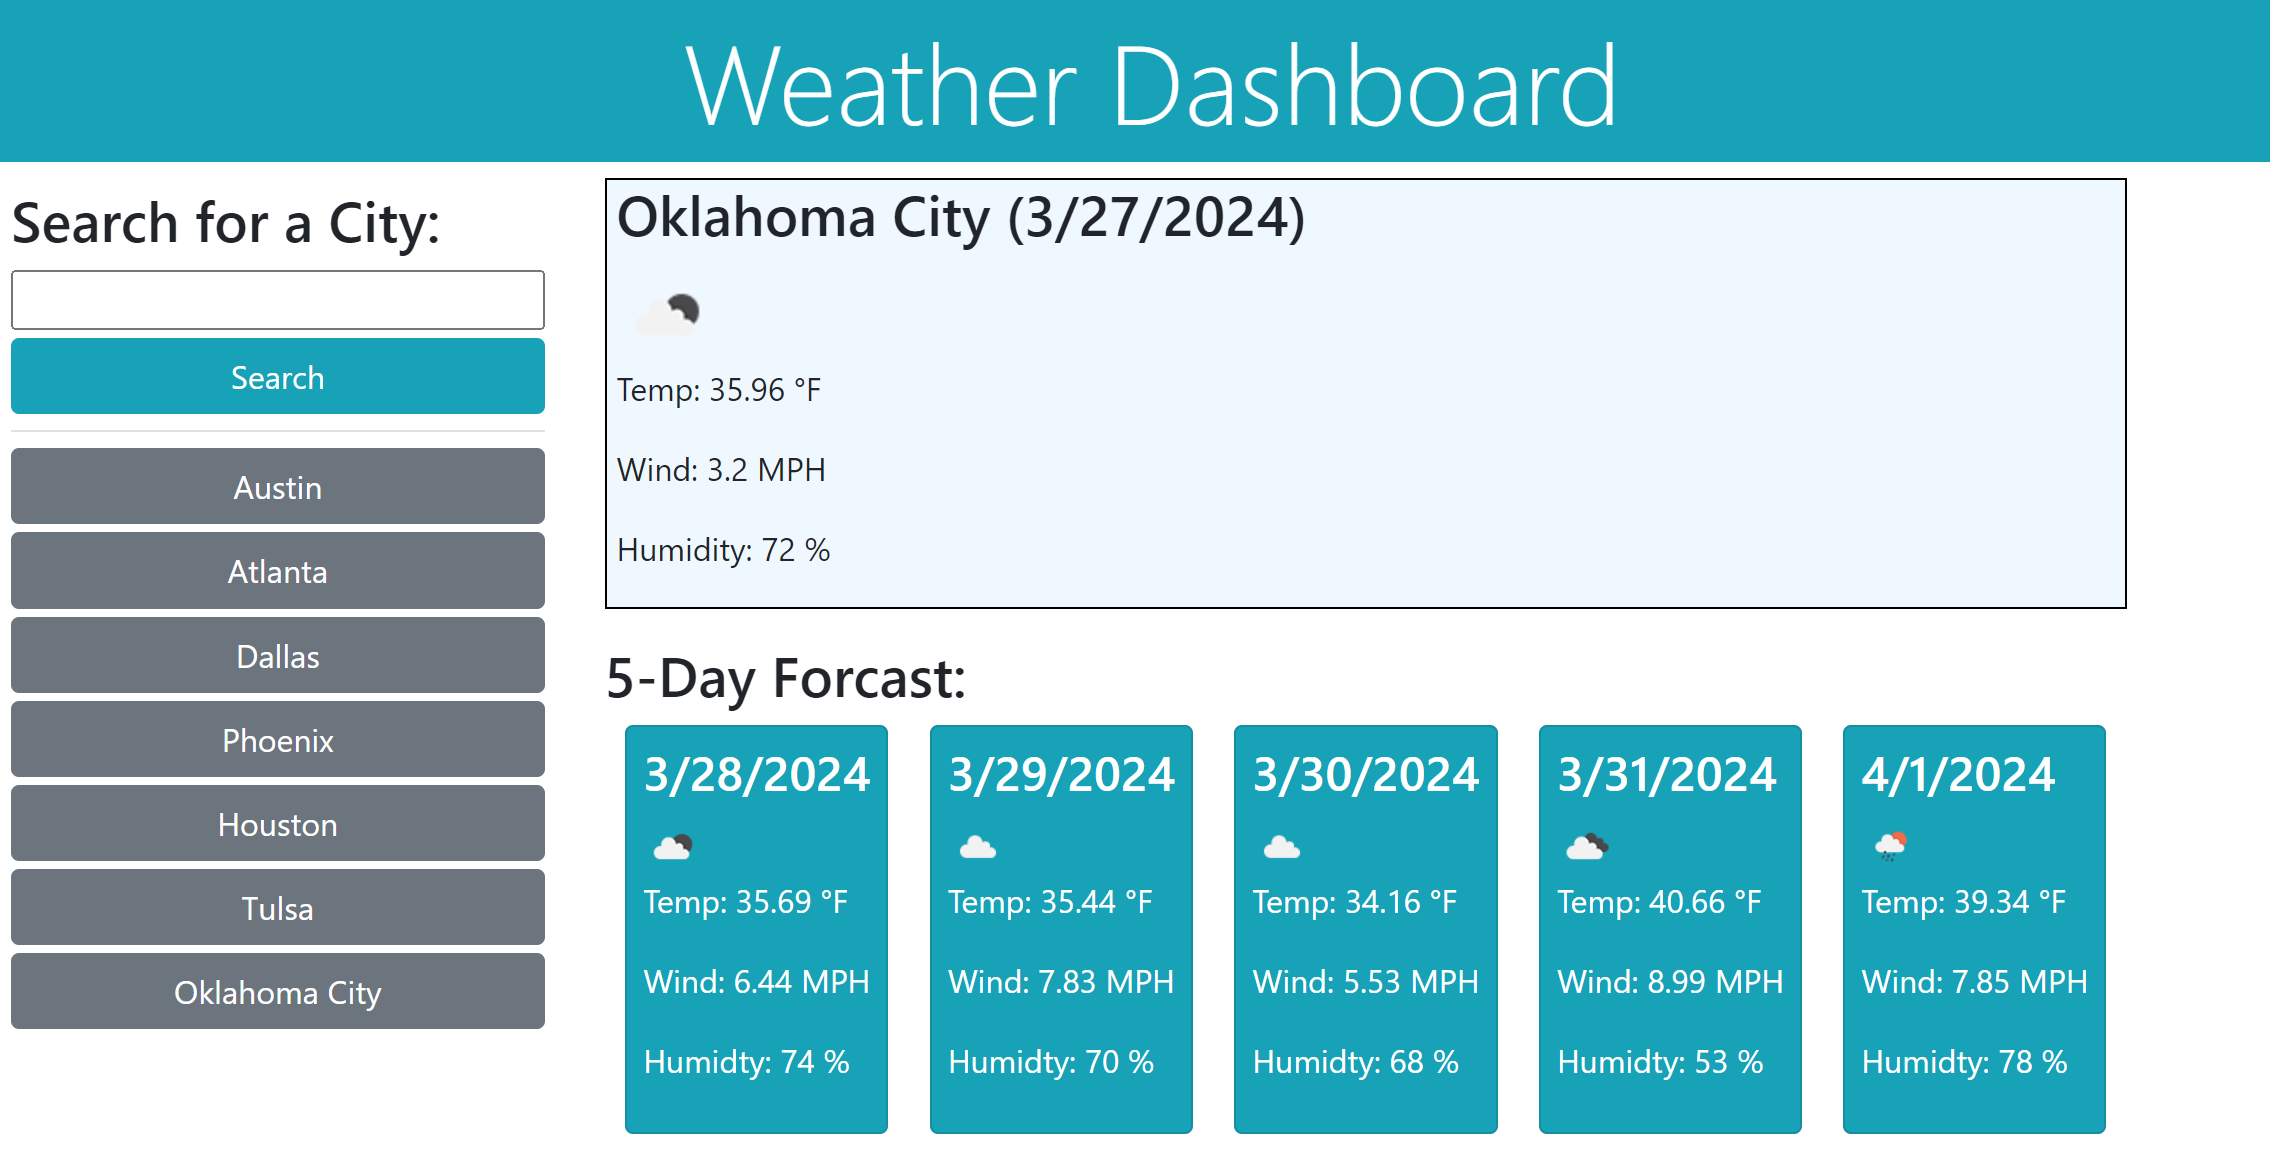 Weather Dashboard
Search for a City:
Search
Austin
Atlanta
Dallas
Phoenix
Houston
Tulsa
Oklahoma City
Oklahoma City (3/27/2024)
Temp: 35.96 °F
Wind: 3.2 MPH
Humidity: 72 %
5-Day Forcast:
3/28/2024
Temp: 35.69 °F
Wind: 6.44 MPH
Humidty: 74 %
3/29/2024
Temp: 35.44 °F
Wind: 7.83 MPH
Humidty: 70 %
3/30/2024
Temp: 34.16 °F
Wind: 5.53 MPH
Humidty: 68 %
3/31/2024
Temp: 40.66 °F
Wind: 8.99 MPH
Humidty: 53 %
4/1/2024
Temp: 39.34 °F
Wind: 7.85 MPH
Humidty: 78 %